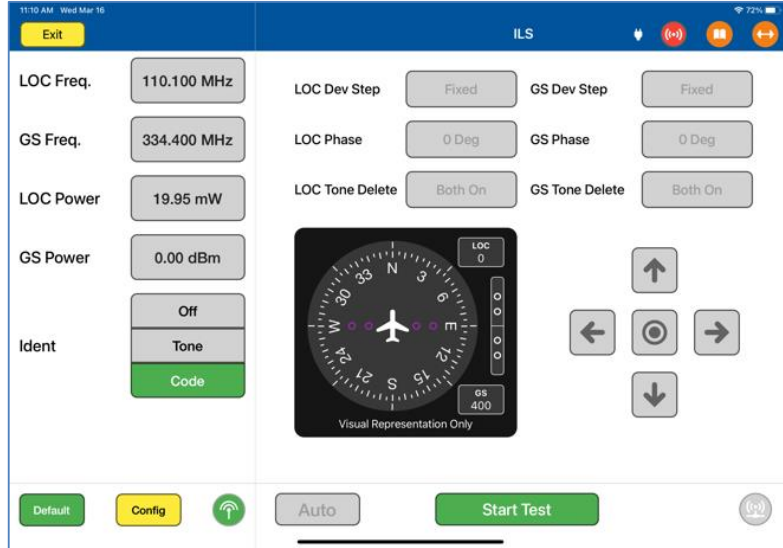 11:10 AM Wed Mar 16
72%
Exit
ILS
LOC Freq.
110.100 MHz
GS Freq.
334.400 MHz
LOC Power
19.95 mW
GS Power
0.00 dBm
Ident
Off
Tone
Code
LOC Dev Step
Fixed
GS Dev Step
Fixed
LOC Phase
0 Deg
GS Phase
0 Deg
LOC Tone Delete
Both On
GS Tone Delete
Both On
LOC
0
N
3
6
E
12
15
S
21
24
W
30
33
GS
400
Visual Representation Only
Default
Config
Auto
Start Test